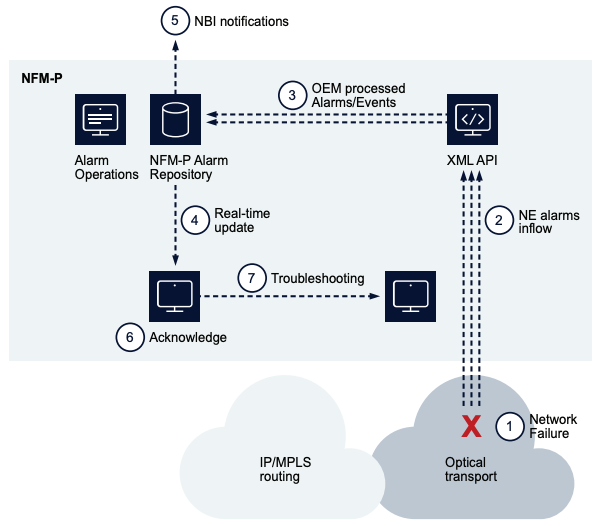 5 NBI notifications
NFM-P
3 OEM processed
Alarms/Events
Alarm
Operations
NFM-P Alarm
Repository
</>
XML API
4 Real-time
update
2 NE alarms
inflow
7 Troubleshooting
6 Acknowledge
X
1 Network
Failure
IP/MPLS
routing
Optical
transport